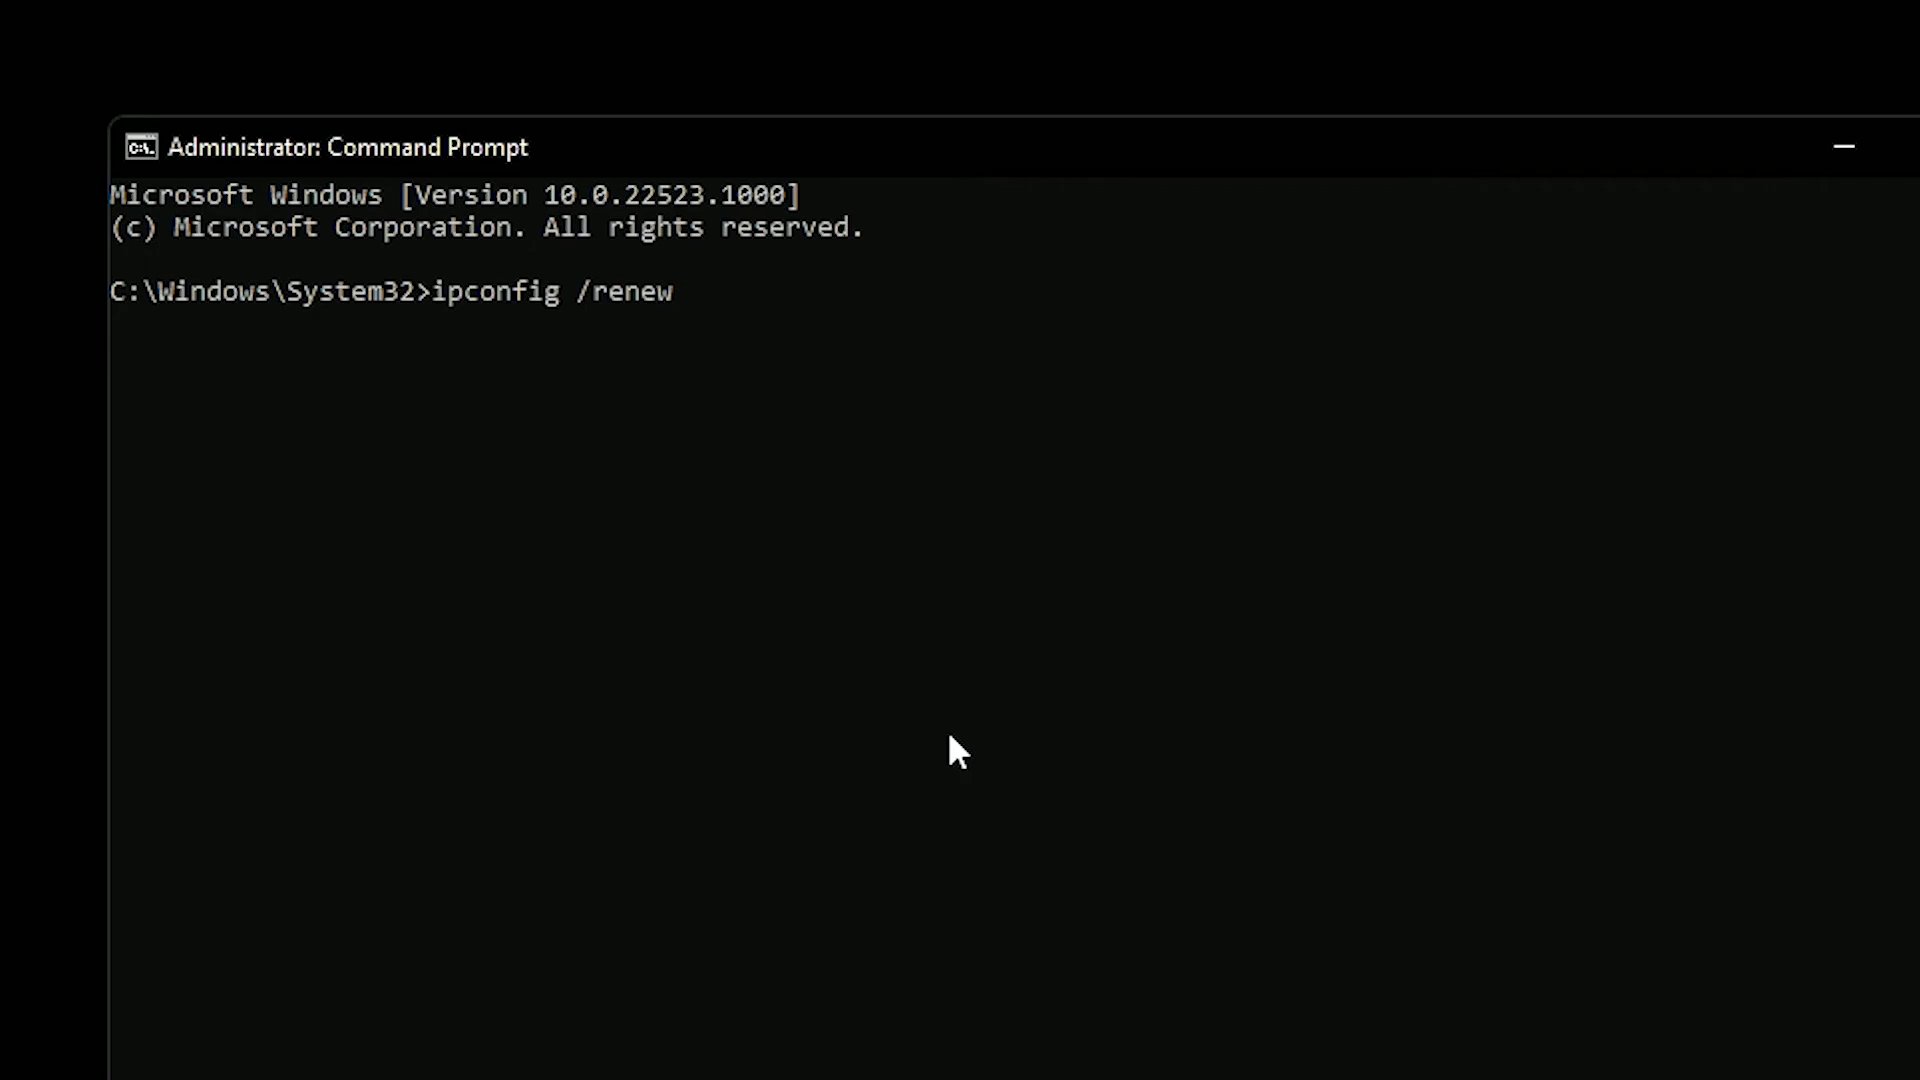 Administrator: Command Prompt
Microsoft Windows [Version 10.0.22523.1000]
(c) Microsoft Corporation. All rights reserved.
C:\Windows\System32>ipconfig /renew